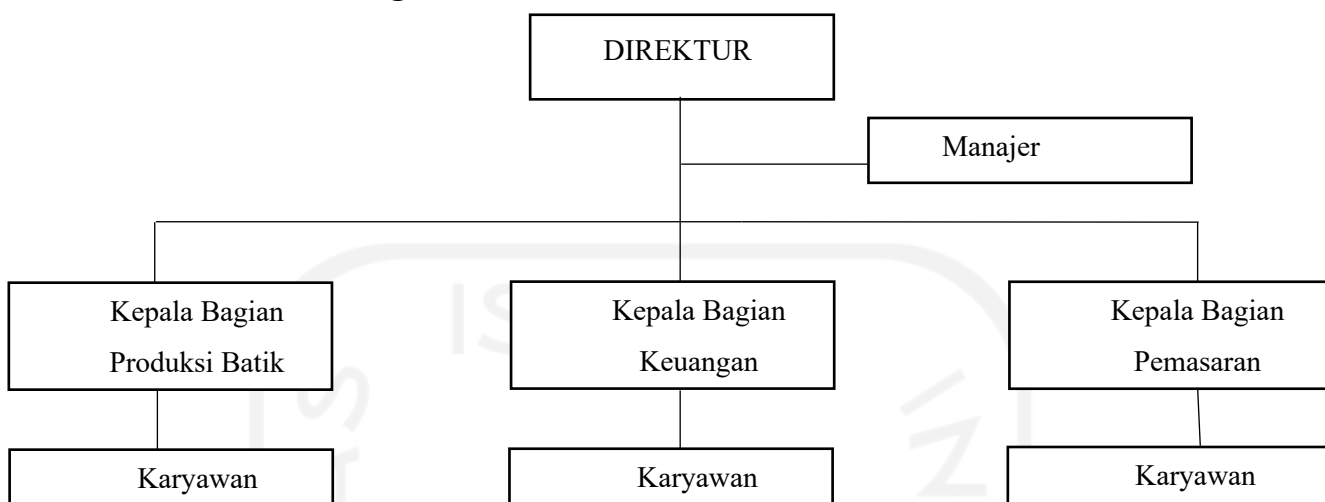 DIREKTUR
Manajer
Kepala Bagian
Produksi Batik
Kepala Bagian
Keuangan
Kepala Bagian
Pemasaran
Karyawan
Karyawan
Karyawan